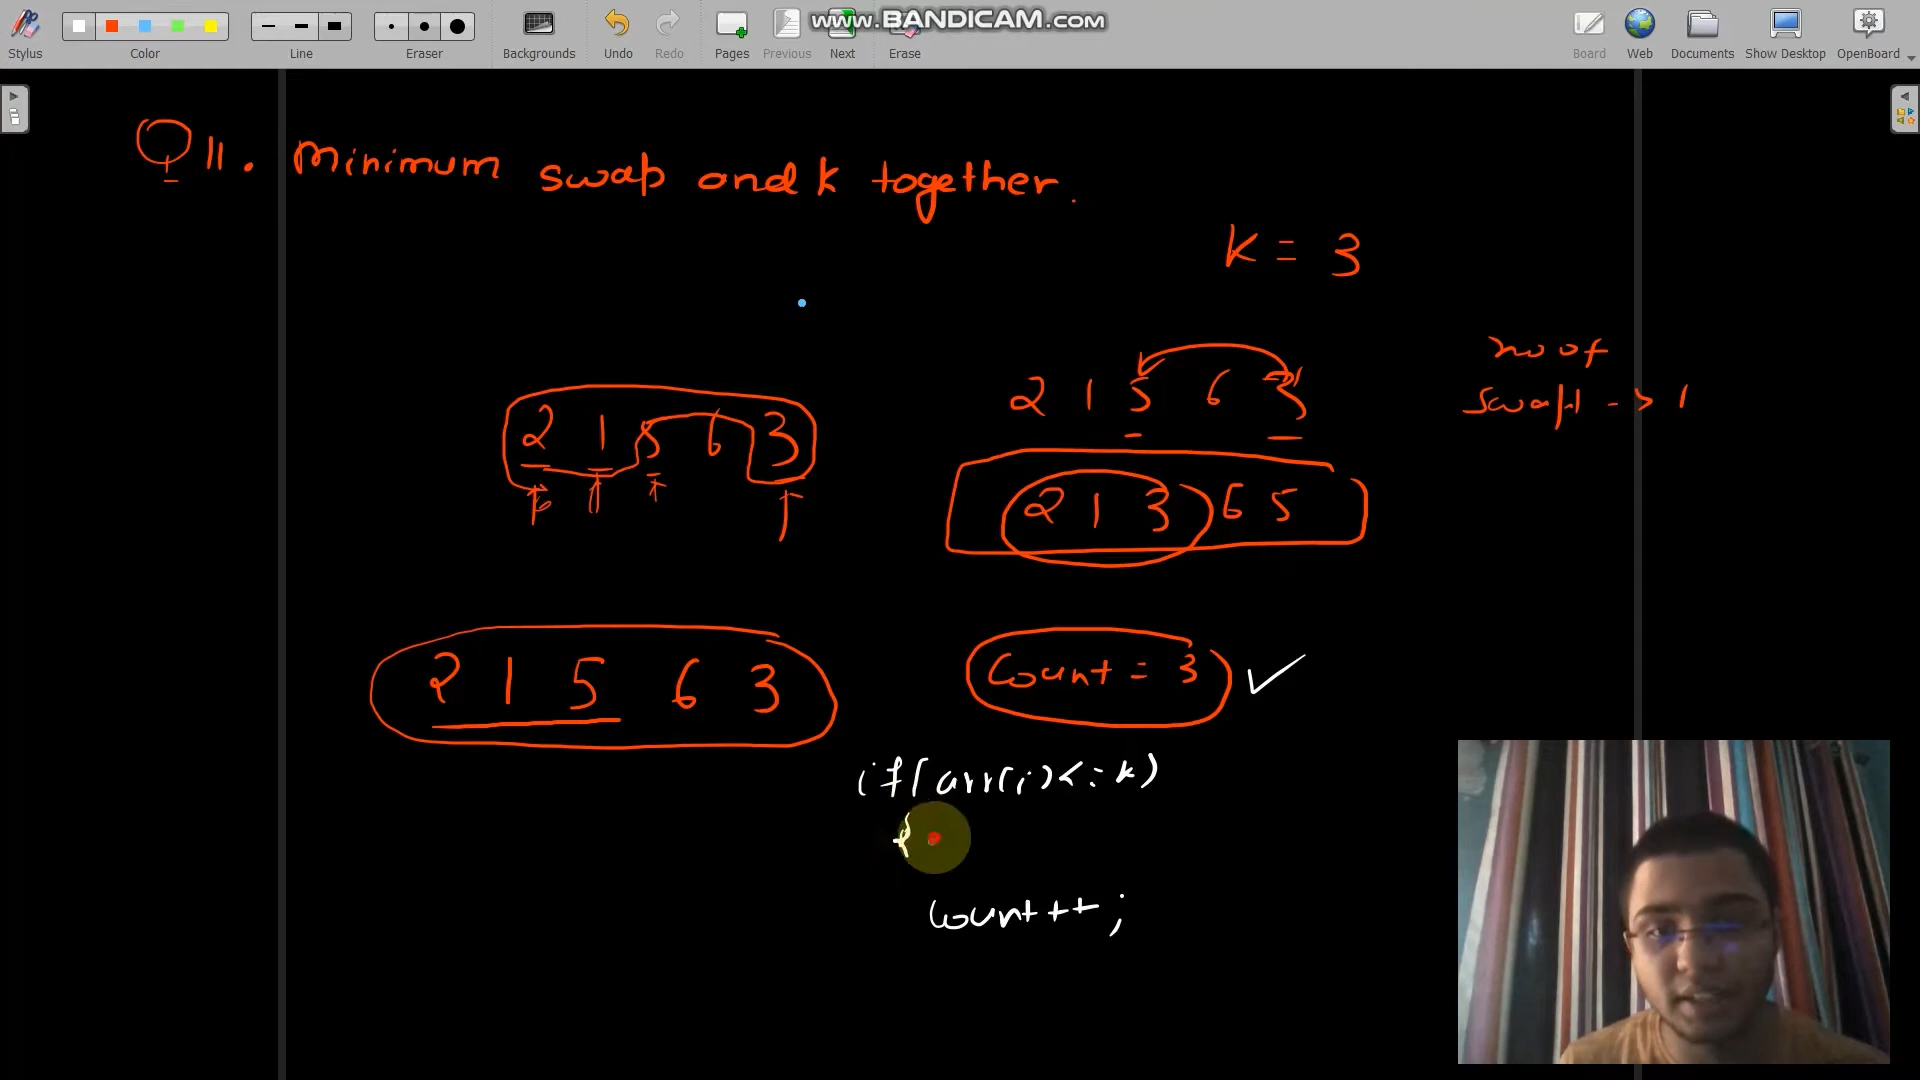 www.BANDICAM.com
Stylus Color Line Eraser Backgrounds Undo Redo Pages Previous Next Erase Board Web Documents Show Desktop OpenBoard
Q 11. Minimum swap and k together.
k = 3
2 1 5 6 3
no of
2 1 5 6 3
swap -> 1
2 1 3 6 5
2 1 5 6 3
Count = 3
if(arr(i)<=k)
{
count++;